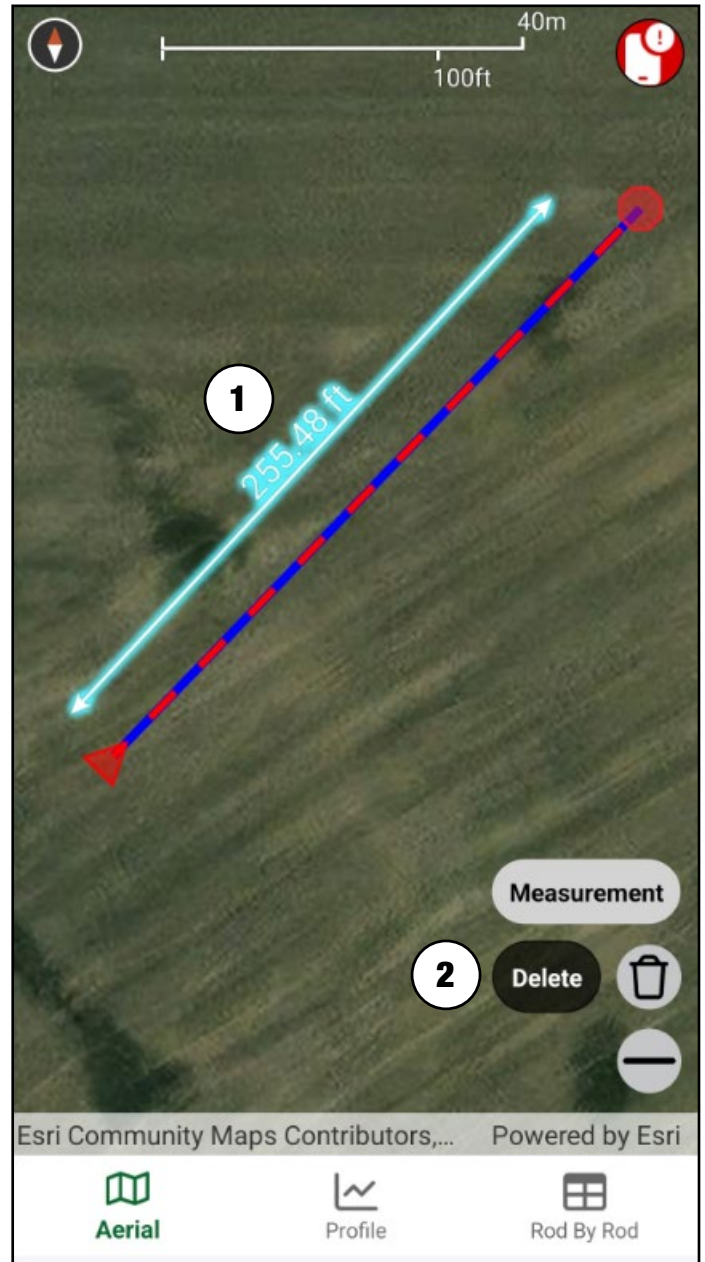 40m
100ft
!
1
255.48 ft
Measurement
2
Delete
Esri Community Maps Contributors,...
Powered by Esri
Aerial
Profile
Rod By Rod